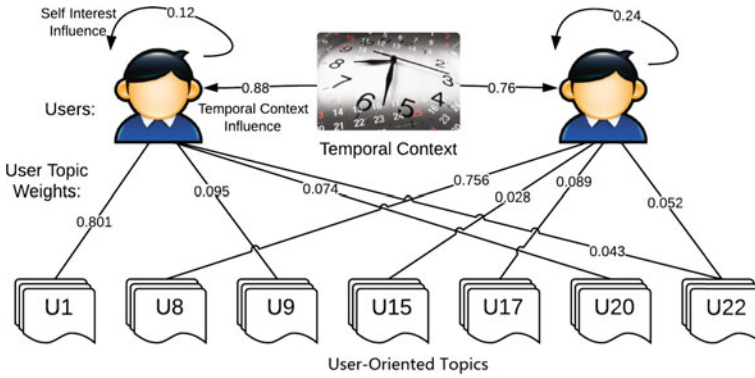 Self Interest
Influence
0.12
0.24
0.88
0.76
Users:
Temporal Context
Influence
Temporal Context
User Topic
Weights:
0.801
0.095
0.074
0.756
0.028
0.089
0.052
0.043
U1
U8
U9
U15
U17
U20
U22
User-Oriented Topics